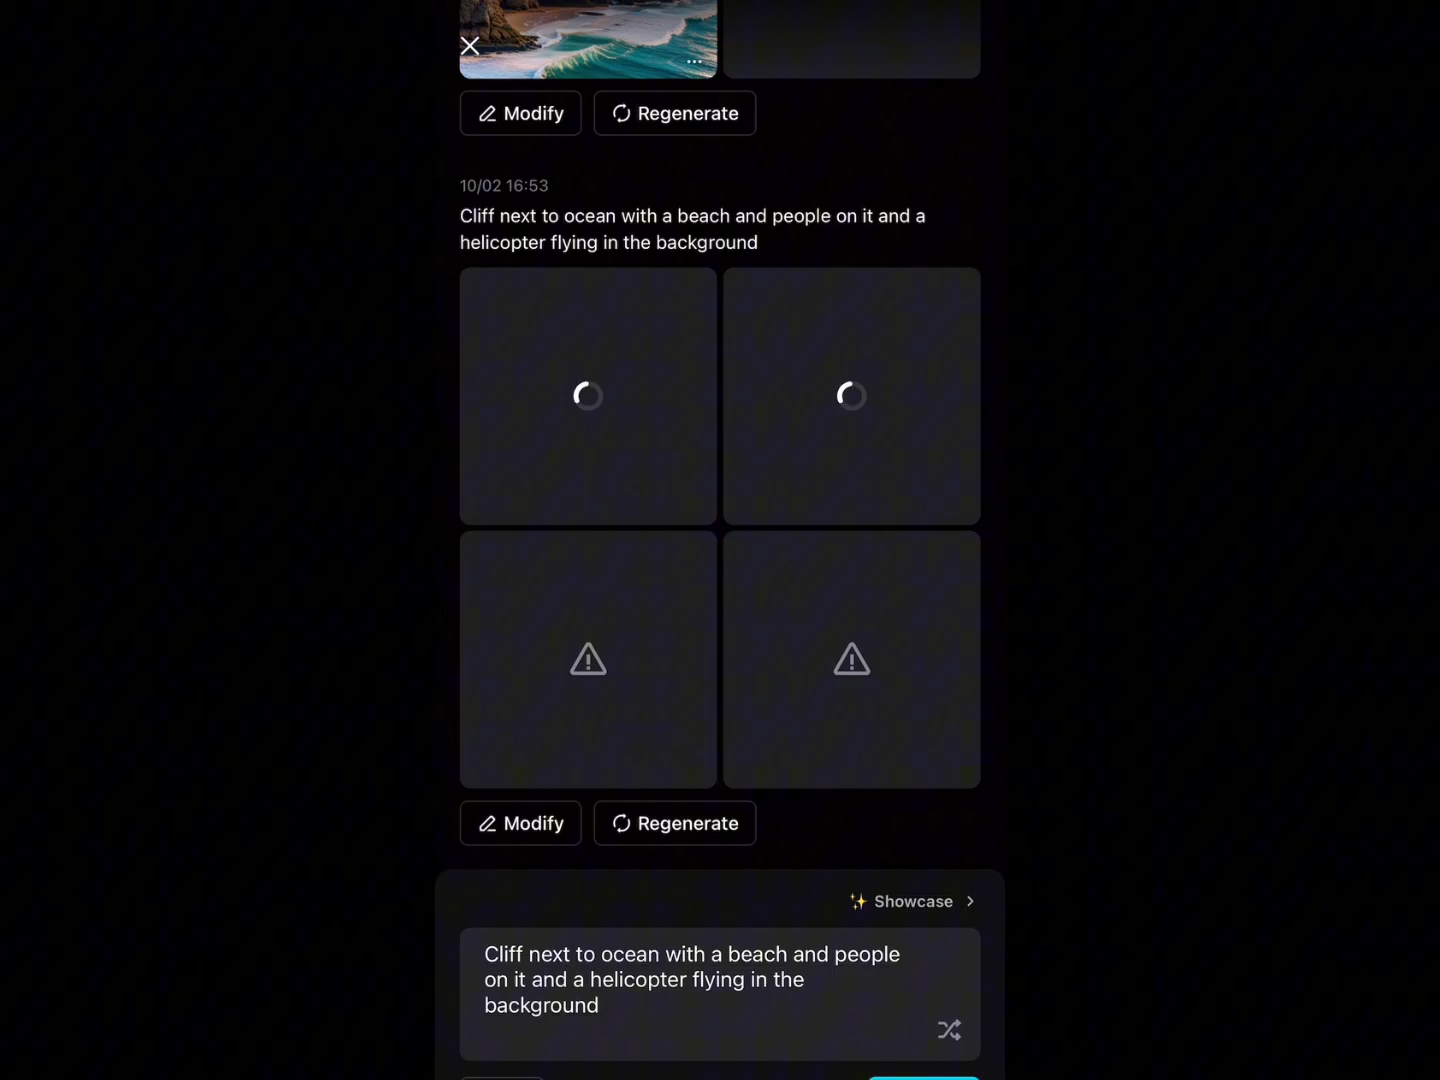 Modify
Regenerate
10/02 16:53
Cliff next to ocean with a beach and people on it and a
helicopter flying in the background
Modify
Regenerate
Showcase
Cliff next to ocean with a beach and people
on it and a helicopter flying in the
background